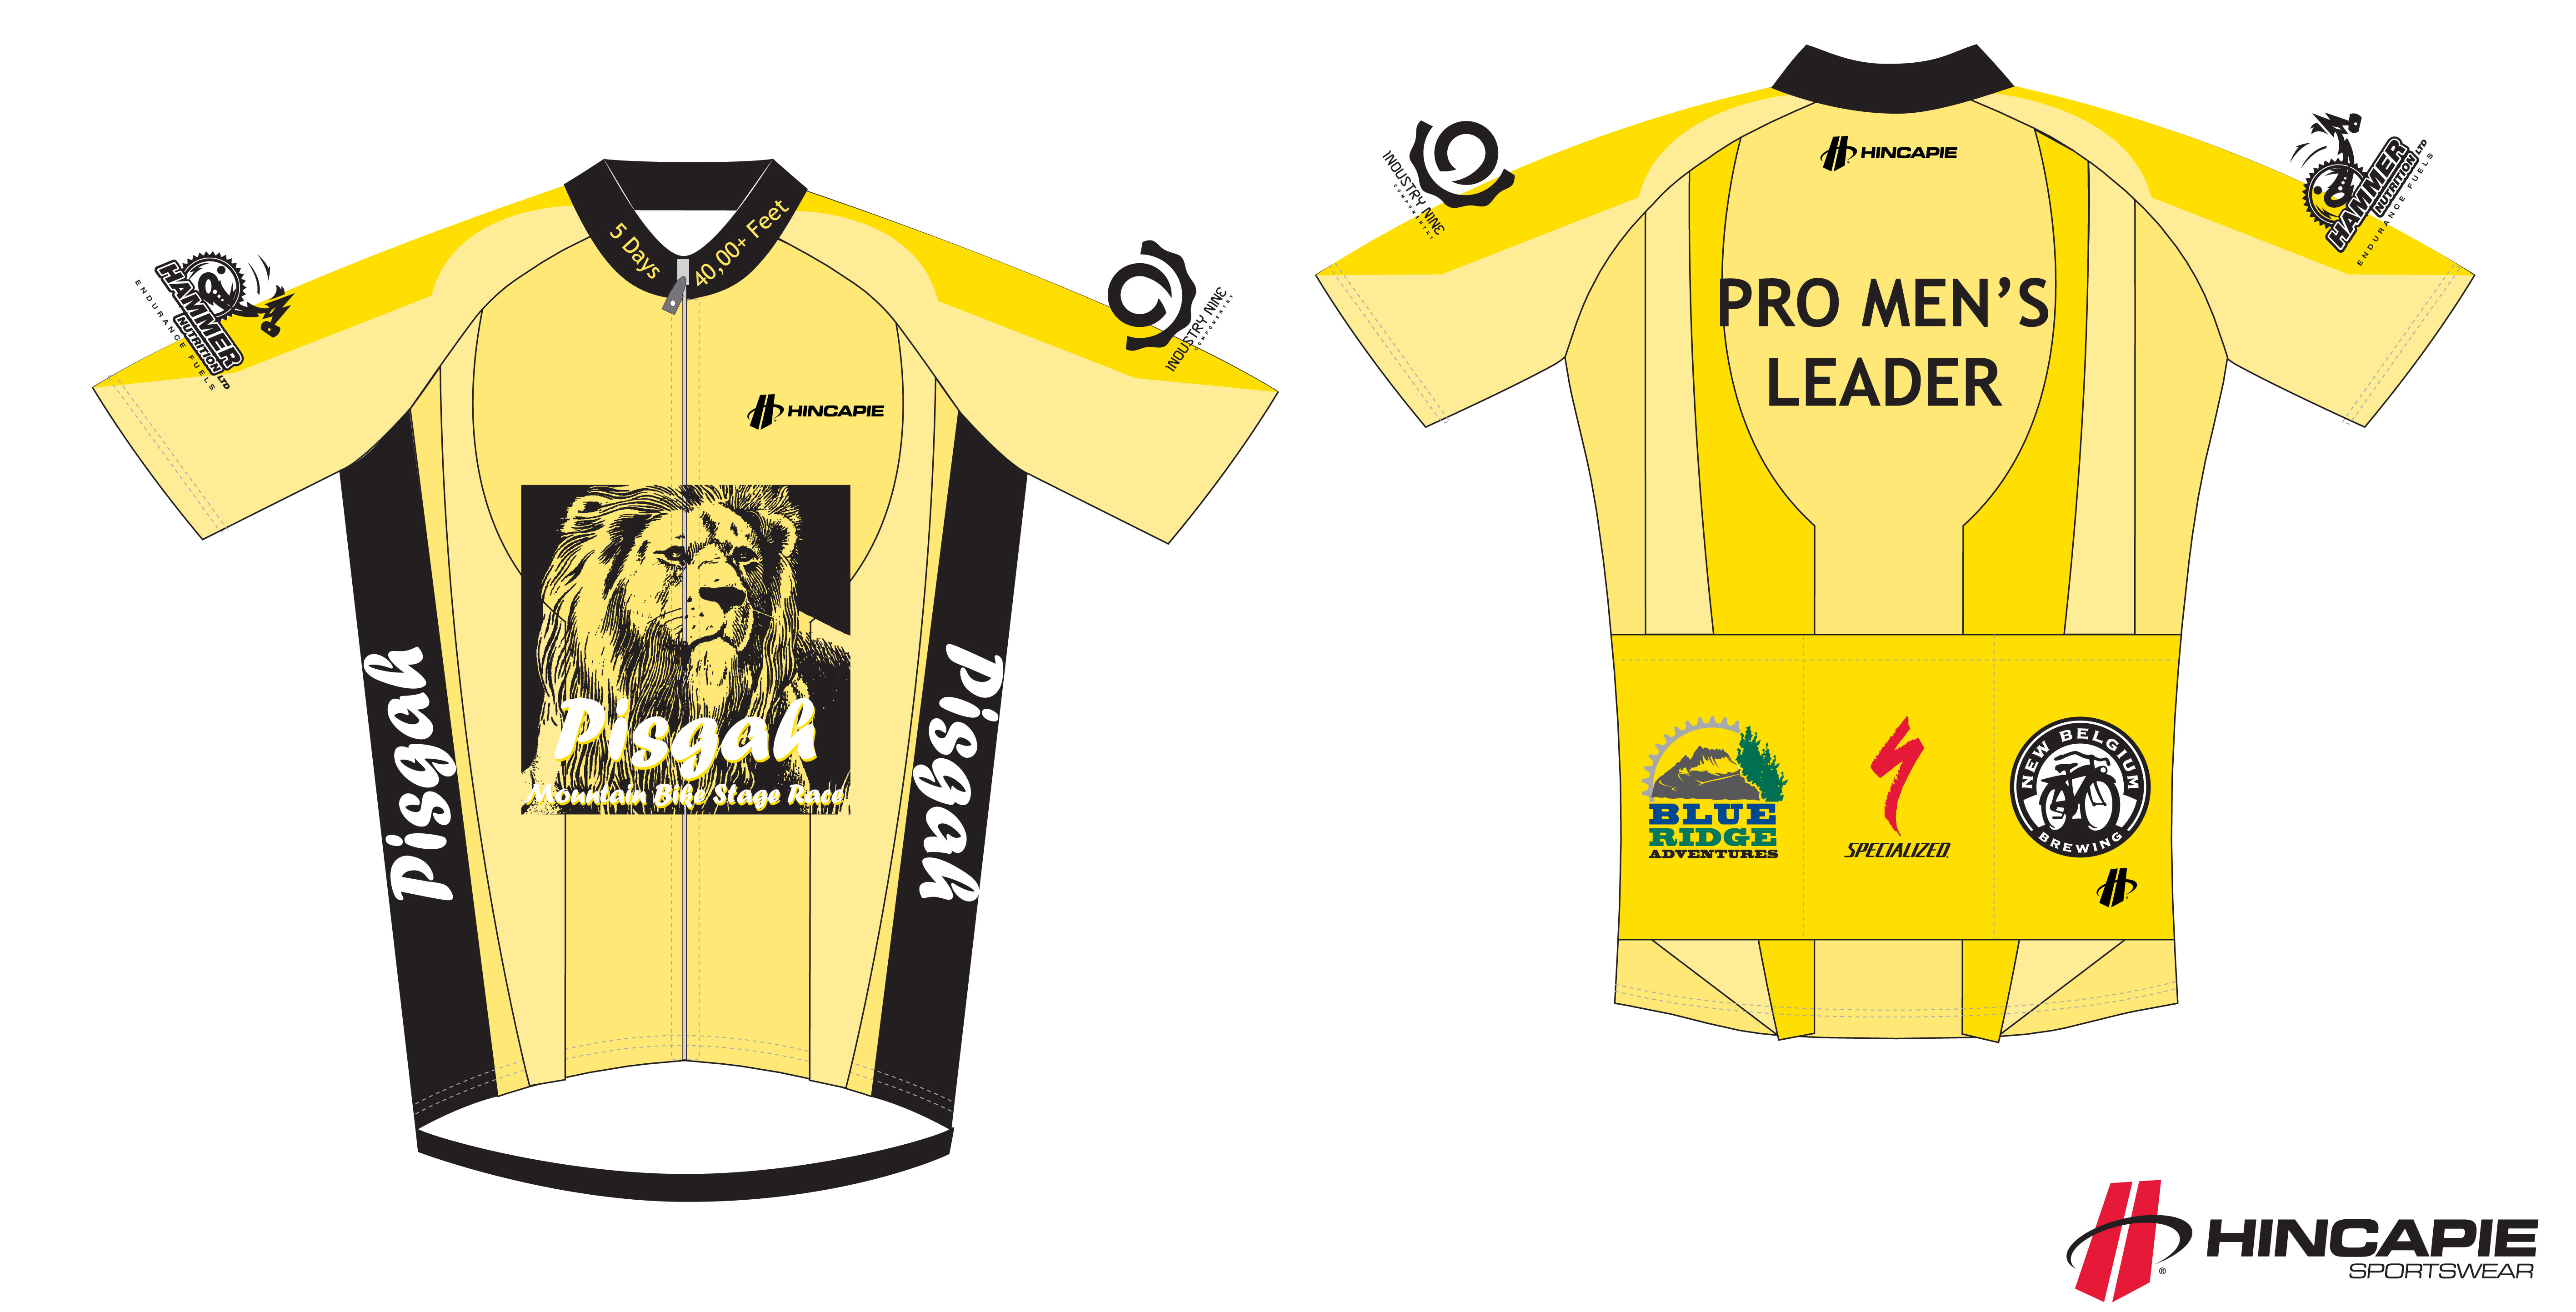 5 Days
40,00+ Feet
HAMMER
NUTRITION LTD
ENDURANCE FUELS
INDUSTRY NINE
COMPONENTRY
HINCAPIE
Pisgah
Mountain Bike Stage Race
Pisgah
Pisgah
INDUSTRY NINE
COMPONENTRY
HINCAPIE
HAMMER
NUTRITION LTD
ENDURANCE FUELS
PRO MEN’S
LEADER
BLUE
RIDGE
ADVENTURES
SPECIALIZED
NEW BELGIUM
BREWING
HINCAPIE
SPORTSWEAR
®